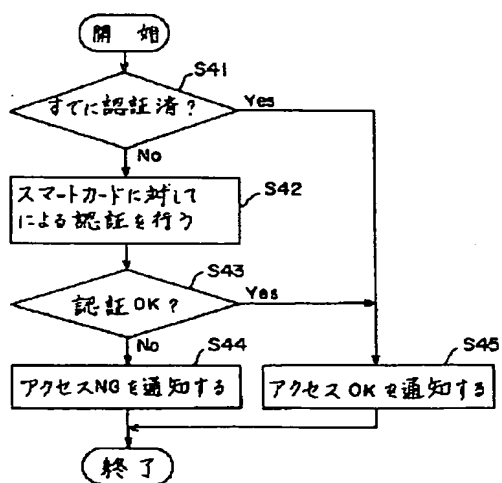 開始
S41
すでに認証済?
Yes
No
スマートカードに対して
による認証を行う
S42
S43
認証OK?
Yes
No
S44
アクセスNGを通知する
S45
アクセスOKを通知する
終了